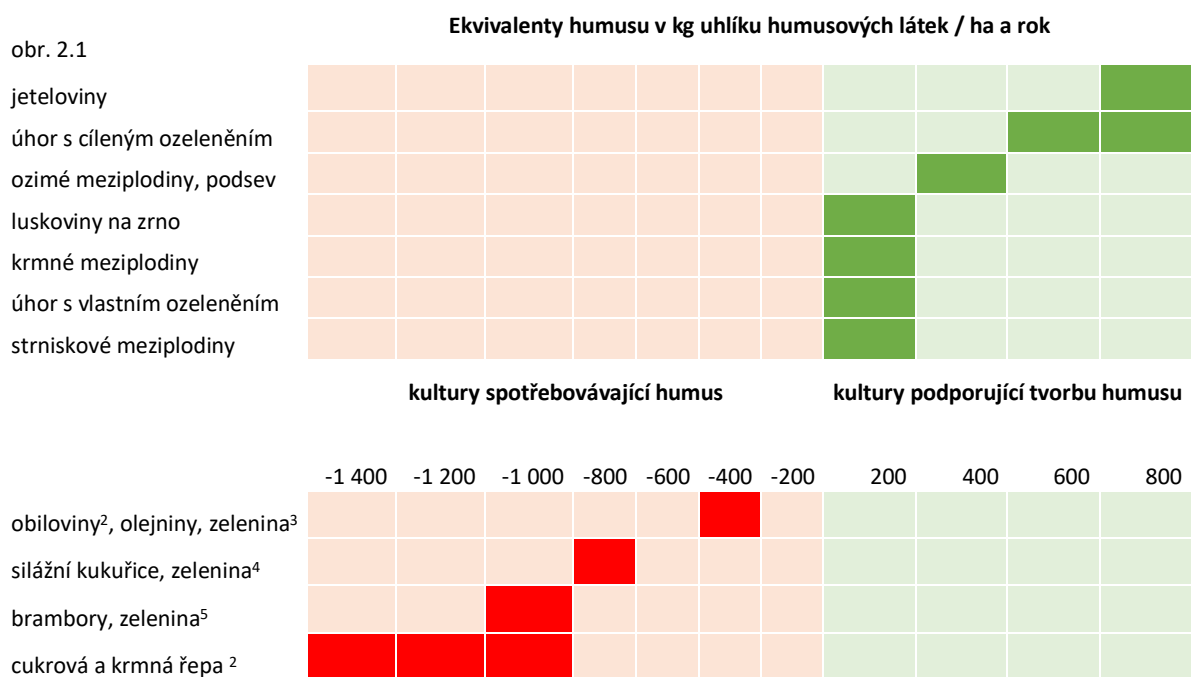 Ekvivalenty humusu v kg uhlíku humusových látek / ha a rok
obr. 2.1
jeteloviny
úhor s cíleným ozeleněním
ozimé meziplodiny, podsev
luskoviny na zrno
krmné meziplodiny
úhor s vlastním ozeleněním
strniskové meziplodiny
kultury spotřebovávající humus kultury podporující tvorbu humusu
-1 400 -1 200 -1 000 -800 -600 -400 -200 200 400 600 800
obiloviny², olejniny, zelenina³
silážní kukuřice, zelenina⁴
brambory, zelenina⁵
cukrová a krmná řepa ²